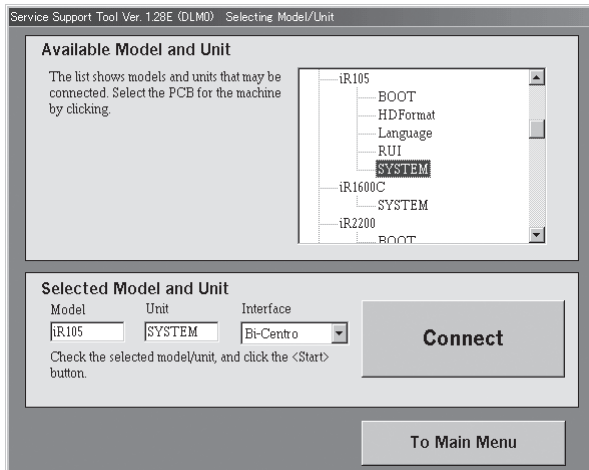 Service Support Tool Ver. 1.28E (DLM0) Selecting Model/Unit
Available Model and Unit
The list shows models and units that may be
connected. Select the PCB for the machine
by clicking.
iR105
BOOT
HDFormat
Language
RUI
SYSTEM
iR1600C
SYSTEM
iR2200
BOOT
Selected Model and Unit
Model Unit Interface
iR105 SYSTEM Bi-Centro
Check the selected model/unit, and click the <Start>
button.
Connect
To Main Menu